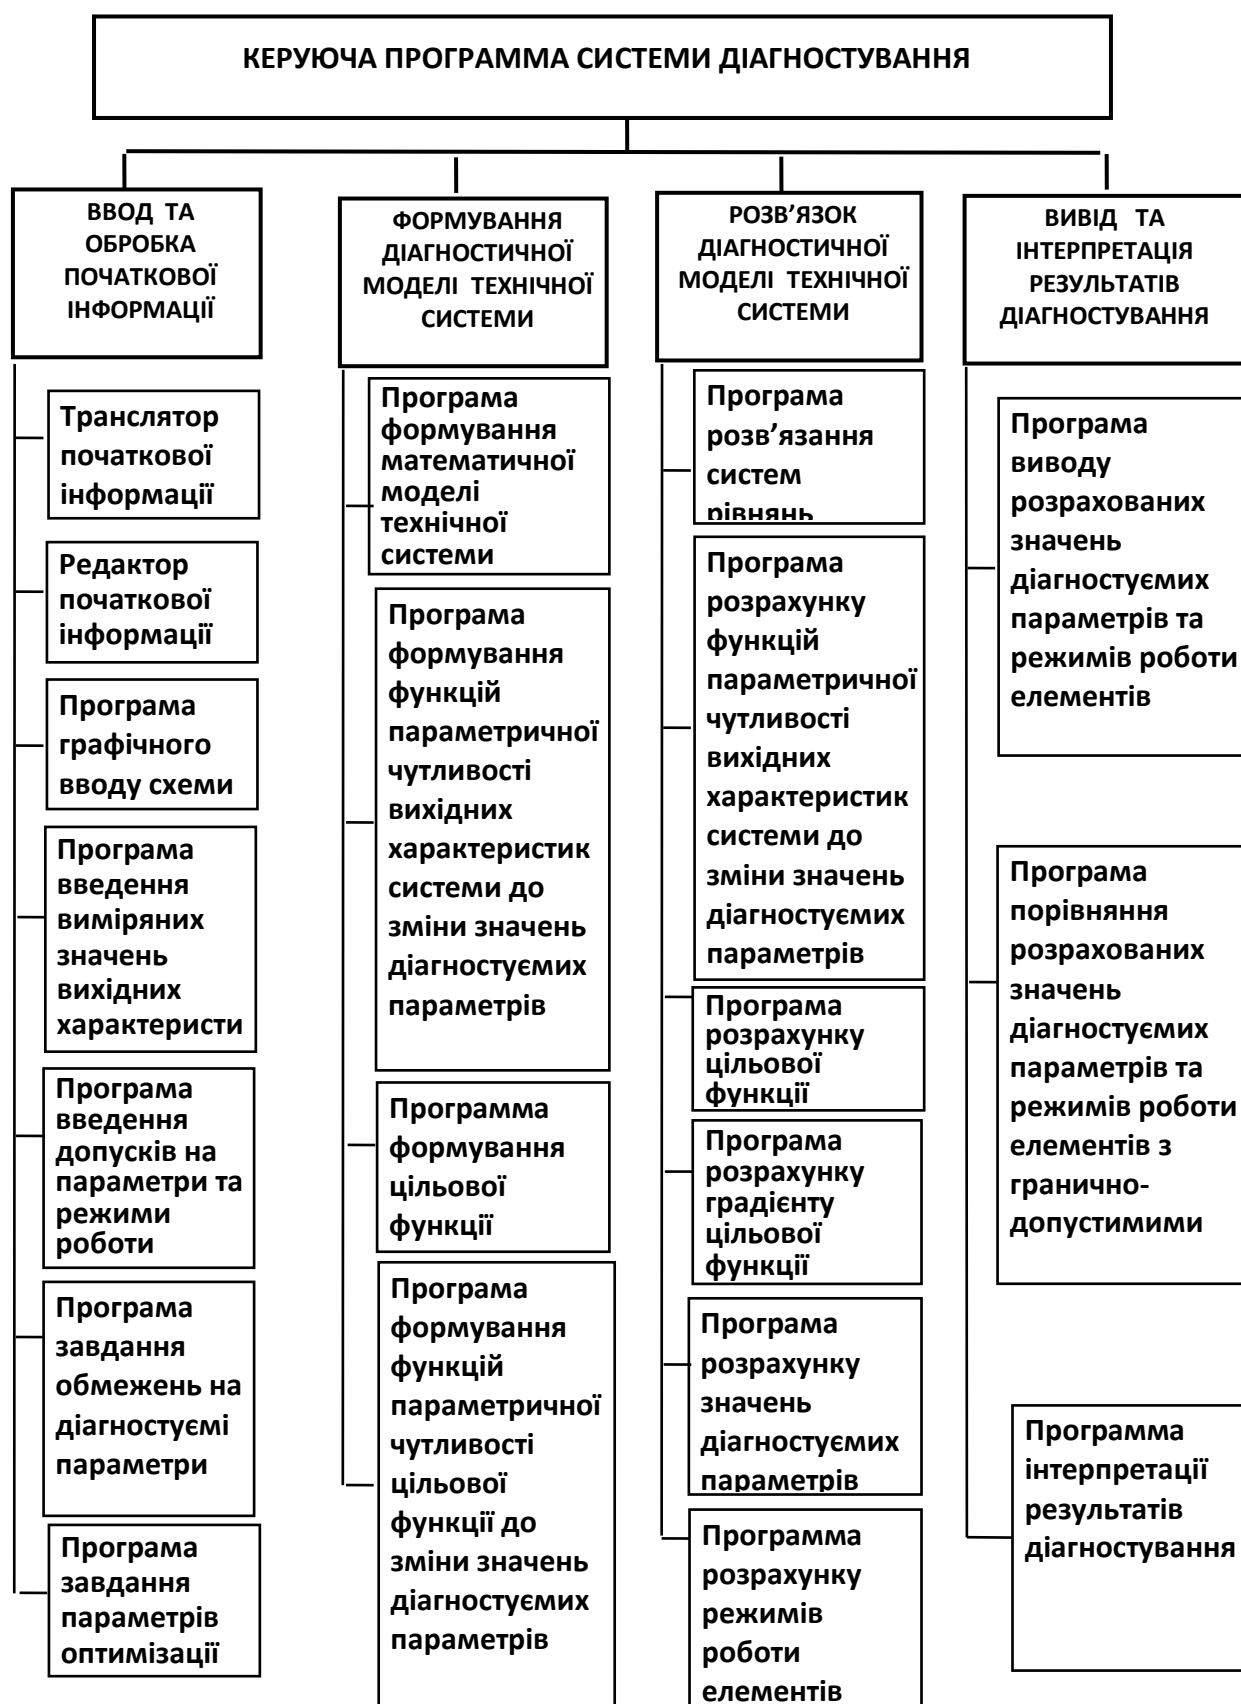 КЕРУЮЧА ПРОГРАММА СИСТЕМИ ДІАГНОСТУВАННЯ
ВВОД ТА
ОБРОБКА
ПОЧАТКОВОЇ
ІНФОРМАЦІЇ
Транслятор
початкової
інформації
Редактор
початкової
інформації
Програма
графічного
вводу схеми
Програма
введення
виміряних
значень
вихідних
характеристи
Програма
введення
допусків на
параметри та
режими
роботи
Програма
завдання
обмежень на
діагностуємі
параметри
Програма
завдання
параметрів
оптимізації
ФОРМУВАННЯ
ДІАГНОСТИЧНОЇ
МОДЕЛІ ТЕХНІЧНОЇ
СИСТЕМИ
Програма
формування
математичної
моделі
технічної
системи
Програма
формування
функцій
параметричної
чутливості
вихідних
характеристик
системи до
зміни значень
діагностуємих
параметрів
Программа
формування
цільової
функції
Програма
формування
функцій
параметричної
чутливості
цільової
функції до
зміни значень
діагностуємих
параметрів
РОЗВ’ЯЗОК
ДІАГНОСТИЧНОЇ
МОДЕЛІ ТЕХНІЧНОЇ
СИСТЕМИ
Програма
розв’язання
систем
рівнянь
Програма
розрахунку
функцій
параметричної
чутливості
вихідних
характеристик
системи до
зміни значень
діагностуємих
параметрів
Програма
розрахунку
цільової
функції
Програма
розрахунку
градієнту
цільової
функції
Програма
розрахунку
значень
діагностуємих
параметрів
Программа
розрахунку
режимів
роботи
елементів
ВИВІД ТА
ІНТЕРПРЕТАЦІЯ
РЕЗУЛЬТАТІВ
ДІАГНОСТУВАННЯ
Програма
виводу
розрахованих
значень
діагностуємих
параметрів та
режимів роботи
елементів
Програма
порівняння
розрахованих
значень
діагностуємих
параметрів та
режимів роботи
елементів з
гранично-
допустимими
Программа
інтерпретації
результатів
діагностування